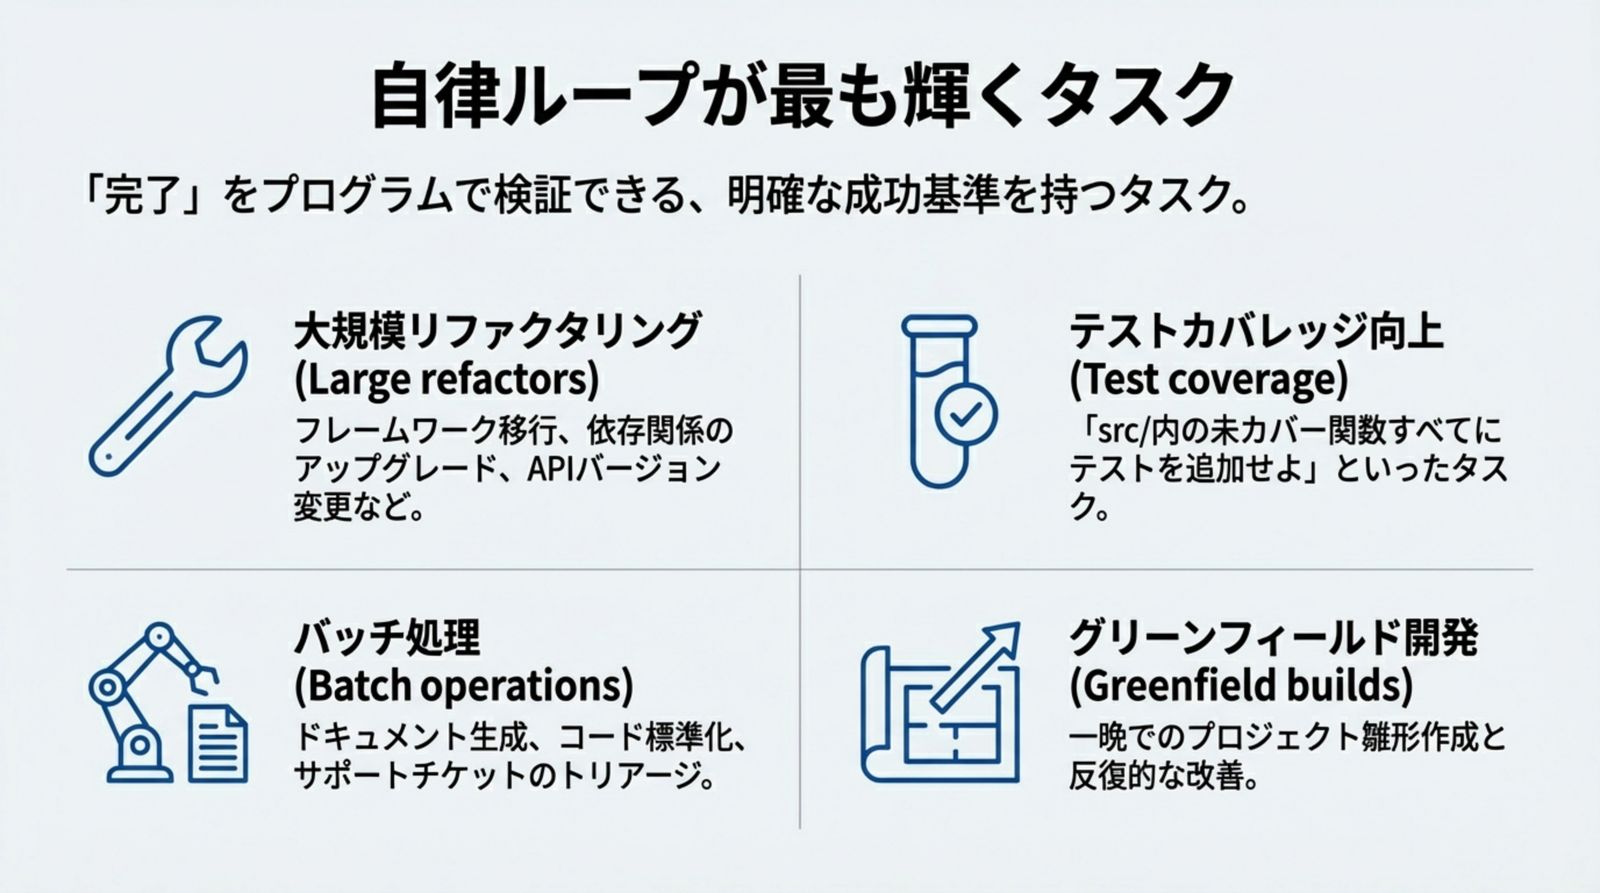 自律ループが最も輝くタスク
「完了」をプログラムで検証できる、明確な成功基準を持つタスク。
大規模リファクタリング
(Large refactors)
フレームワーク移行、依存関係の
アップグレード、APIバージョン
変更など。
テストカバレッジ向上
(Test coverage)
「src/内の未カバー関数すべてに
テストを追加せよ」といったタス
ク。
バッチ処理
(Batch operations)
ドキュメント生成、コード標準化、
サポートチケットのトリアージ。
グリーンフィールド開発
(Greenfield builds)
一晩でのプロジェクト雛形作成と
反復的な改善。